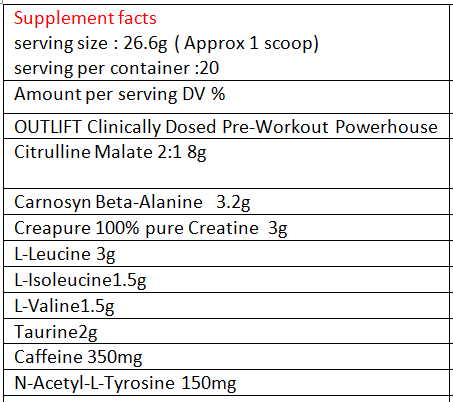 Supplement facts
serving size : 26.6g ( Approx 1 scoop)
serving per container :20
Amount per serving DV %
OUTLIFT Clinically Dosed Pre-Workout Powerhouse
Citrulline Malate 2:1 8g
Carnosyn Beta-Alanine 3.2g
Creapure 100% pure Creatine 3g
L-Leucine 3g
L-Isoleucine1.5g
L-Valine1.5g
Taurine2g
Caffeine 350mg
N-Acetyl-L-Tyrosine 150mg